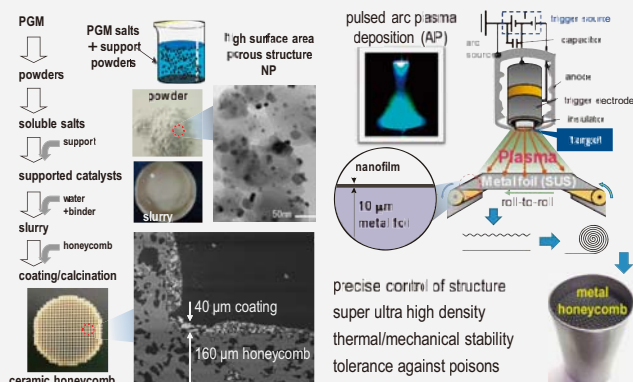 PGM
powders
soluble salts
support
supported catalysts
water
+binder
slurry
honeycomb
coating/calcination
ceramic honeycomb
PGM salts
+ support
powders
high surface area
porous structure
NP
powder
slurry
50nm
40 µm coating
160 µm honeycomb
pulsed arc plasma
deposition (AP)
arc
source
trigger source
capacitor
anode
trigger electrode
insulator
Target
Plasma
Metal foil (SUS)
roll-to-roll
nanofilm
10 µm
metal foil
precise control of structure
super ultra high density
thermal/mechanical stability
tolerance against poisons
metal
honeycomb